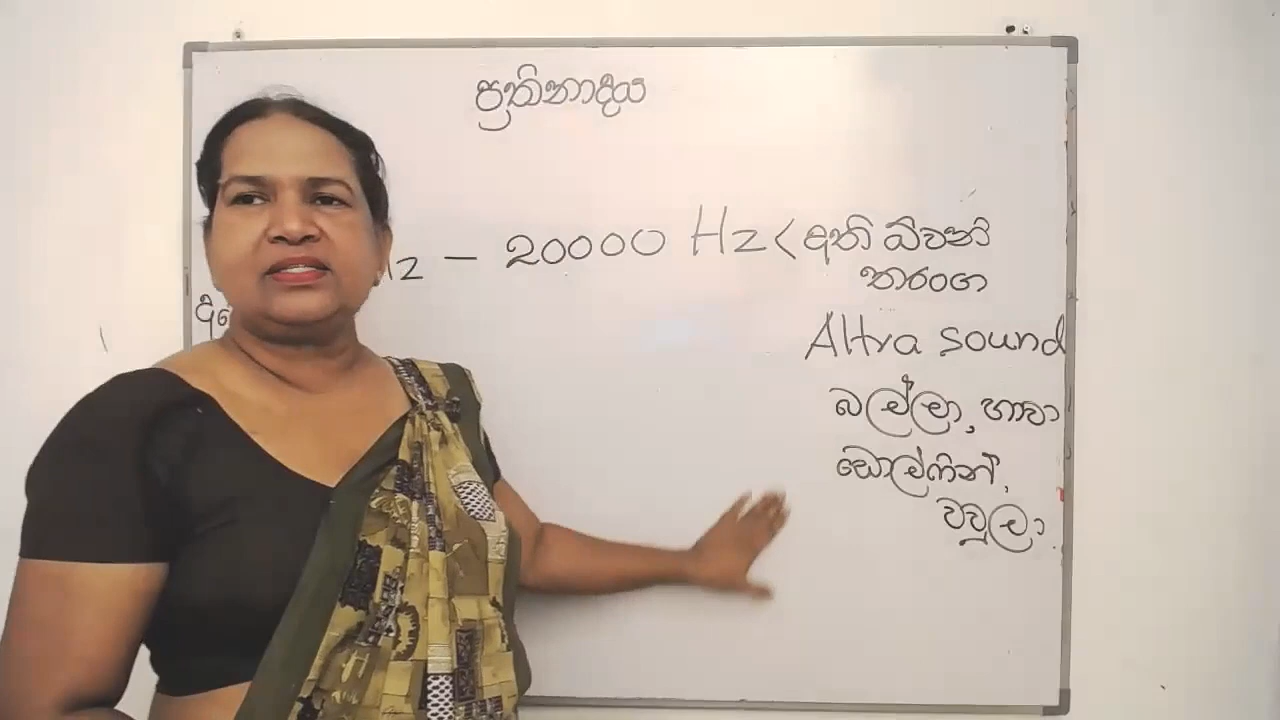 ප්‍රතිනාදය
Hz – 20000 Hz < අති ධ්වනි
තරංග
Altra sound
බල්ලා, හාවා
ඩොල්ෆින්,
වවුලා